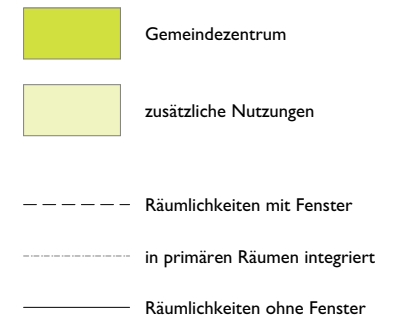 Gemeindezentrum
zusätzliche Nutzungen
Räumlichkeiten mit Fenster
in primären Räumen integriert
Räumlichkeiten ohne Fenster